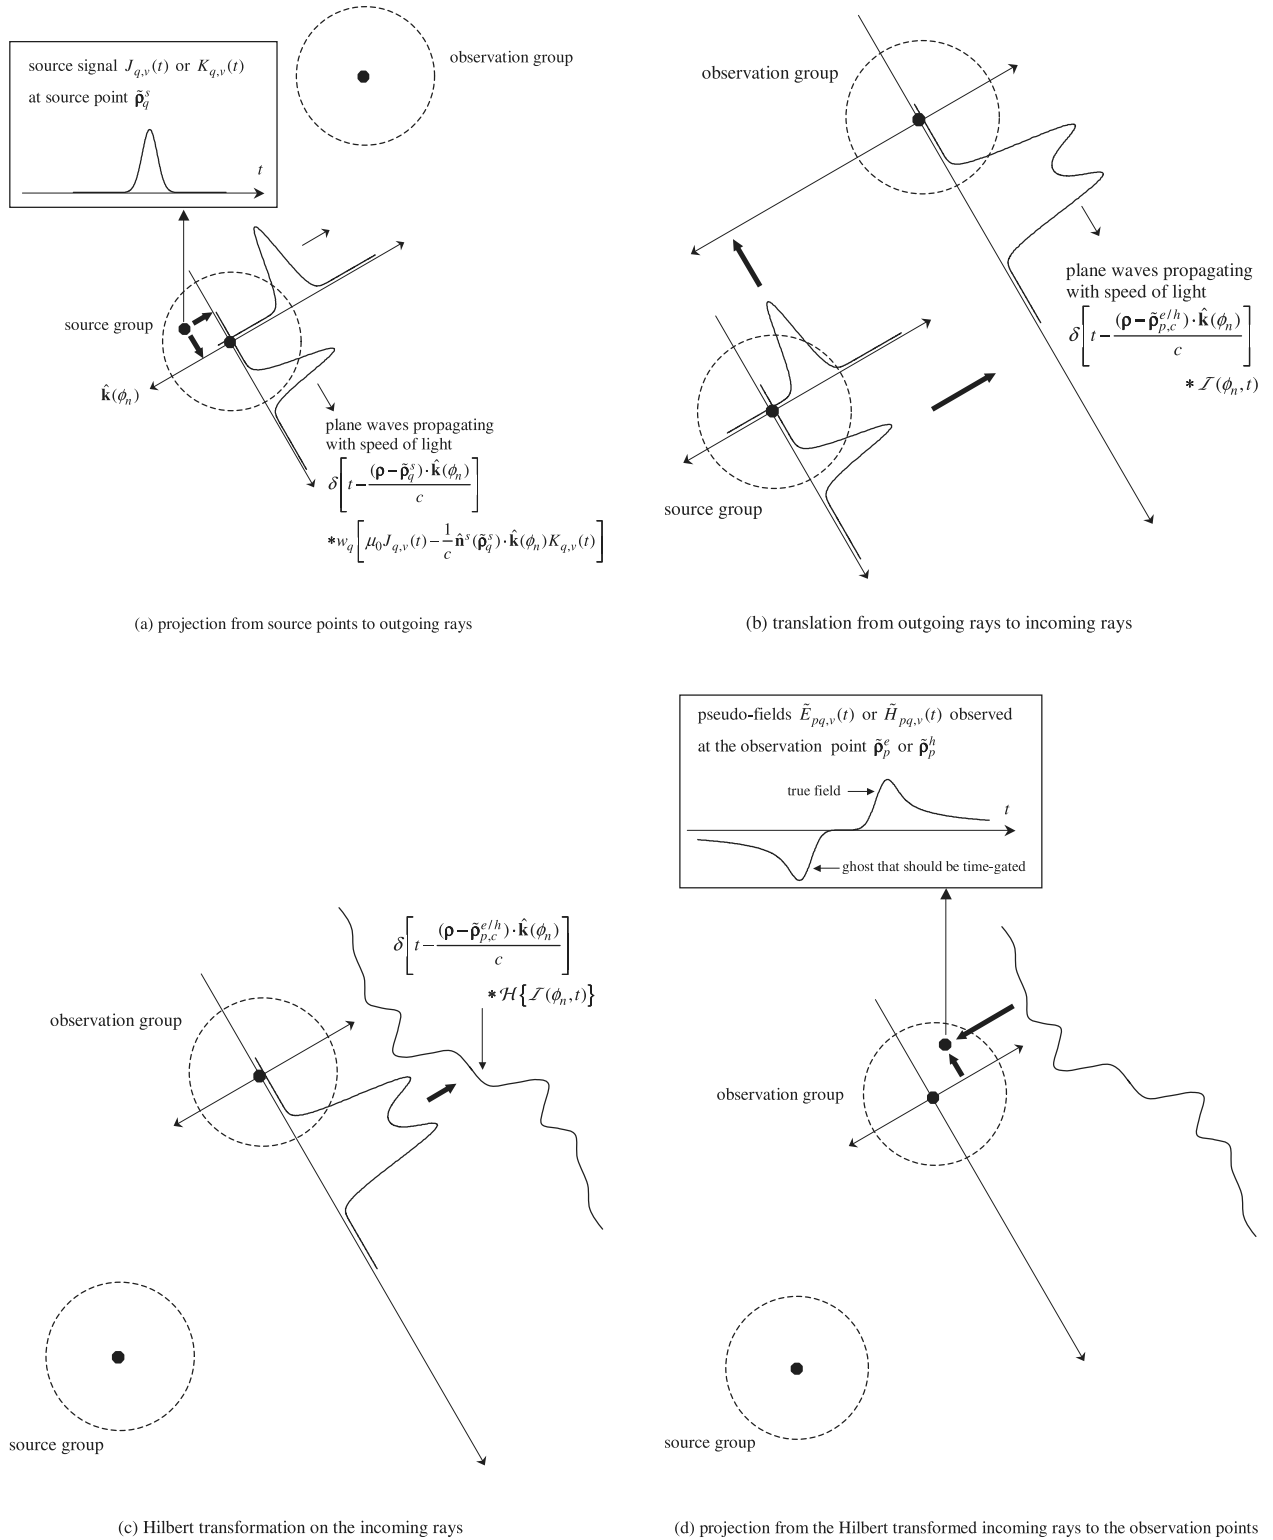 source signal J_{q,v}(t) or K_{q,v}(t)
at source point ρ̃_q^s
t
observation group
source group
k̂(ϕ_n)
plane waves propagating
with speed of light
δ[t − (ρ − ρ̃_q^s)·k̂(ϕ_n) / c]
*w_q[μ_0 J_{q,v}(t) − 1/c n̂^s(ρ̃_q^s)·k̂(ϕ_n)K_{q,v}(t)]
(a) projection from source points to outgoing rays
observation group
plane waves propagating
with speed of light
δ[t − (ρ − ρ̃_{p,c}^{e/h})·k̂(ϕ_n) / c]
* ℐ(ϕ_n,t)
source group
(b) translation from outgoing rays to incoming rays
δ[t − (ρ − ρ̃_{p,c}^{e/h})·k̂(ϕ_n) / c]
* ℋ{ℐ(ϕ_n,t)}
observation group
source group
(c) Hilbert transformation on the incoming rays
pseudo-fields Ẽ_{pq,v}(t) or H̃_{pq,v}(t) observed
at the observation point ρ̃_p^e or ρ̃_p^h
true field
t
ghost that should be time-gated
observation group
source group
(d) projection from the Hilbert transformed incoming rays to the observation points